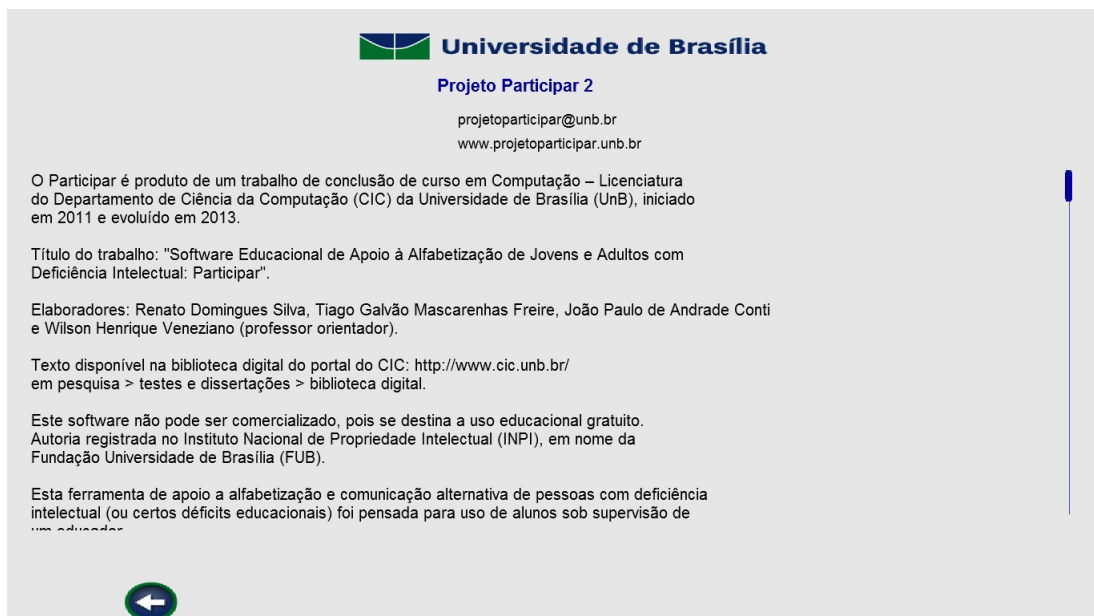 Universidade de Brasília
Projeto Participar 2
projetoparticipar@unb.br
www.projetoparticipar.unb.br
O Participar é produto de um trabalho de conclusão de curso em Computação – Licenciatura
do Departamento de Ciência da Computação (CIC) da Universidade de Brasília (UnB), iniciado
em 2011 e evoluído em 2013.
Título do trabalho: "Software Educacional de Apoio à Alfabetização de Jovens e Adultos com
Deficiência Intelectual: Participar".
Elaboradores: Renato Domingues Silva, Tiago Galvão Mascarenhas Freire, João Paulo de Andrade Conti
e Wilson Henrique Veneziano (professor orientador).
Texto disponível na biblioteca digital do portal do CIC: http://www.cic.unb.br/
em pesquisa > testes e dissertações > biblioteca digital.
Este software não pode ser comercializado, pois se destina a uso educacional gratuito.
Autoria registrada no Instituto Nacional de Propriedade Intelectual (INPI), em nome da
Fundação Universidade de Brasília (FUB).
Esta ferramenta de apoio a alfabetização e comunicação alternativa de pessoas com deficiência
intelectual (ou certos déficits educacionais) foi pensada para uso de alunos sob supervisão de
um educador